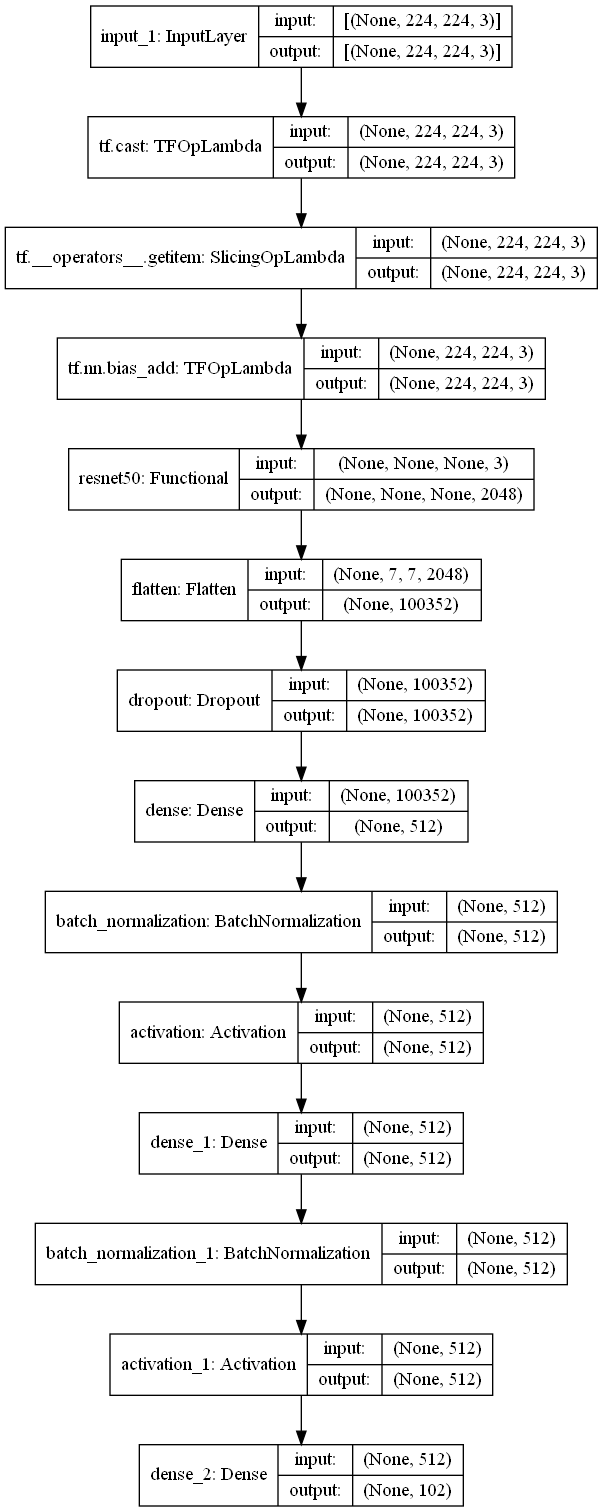 input_1: InputLayer
input: [(None, 224, 224, 3)]
output: [(None, 224, 224, 3)]
tf.cast: TFOpLambda
input: (None, 224, 224, 3)
output: (None, 224, 224, 3)
tf.__operators__.getitem: SlicingOpLambda
input: (None, 224, 224, 3)
output: (None, 224, 224, 3)
tf.nn.bias_add: TFOpLambda
input: (None, 224, 224, 3)
output: (None, 224, 224, 3)
resnet50: Functional
input: (None, None, None, 3)
output: (None, None, None, 2048)
flatten: Flatten
input: (None, 7, 7, 2048)
output: (None, 100352)
dropout: Dropout
input: (None, 100352)
output: (None, 100352)
dense: Dense
input: (None, 100352)
output: (None, 512)
batch_normalization: BatchNormalization
input: (None, 512)
output: (None, 512)
activation: Activation
input: (None, 512)
output: (None, 512)
dense_1: Dense
input: (None, 512)
output: (None, 512)
batch_normalization_1: BatchNormalization
input: (None, 512)
output: (None, 512)
activation_1: Activation
input: (None, 512)
output: (None, 512)
dense_2: Dense
input: (None, 512)
output: (None, 102)